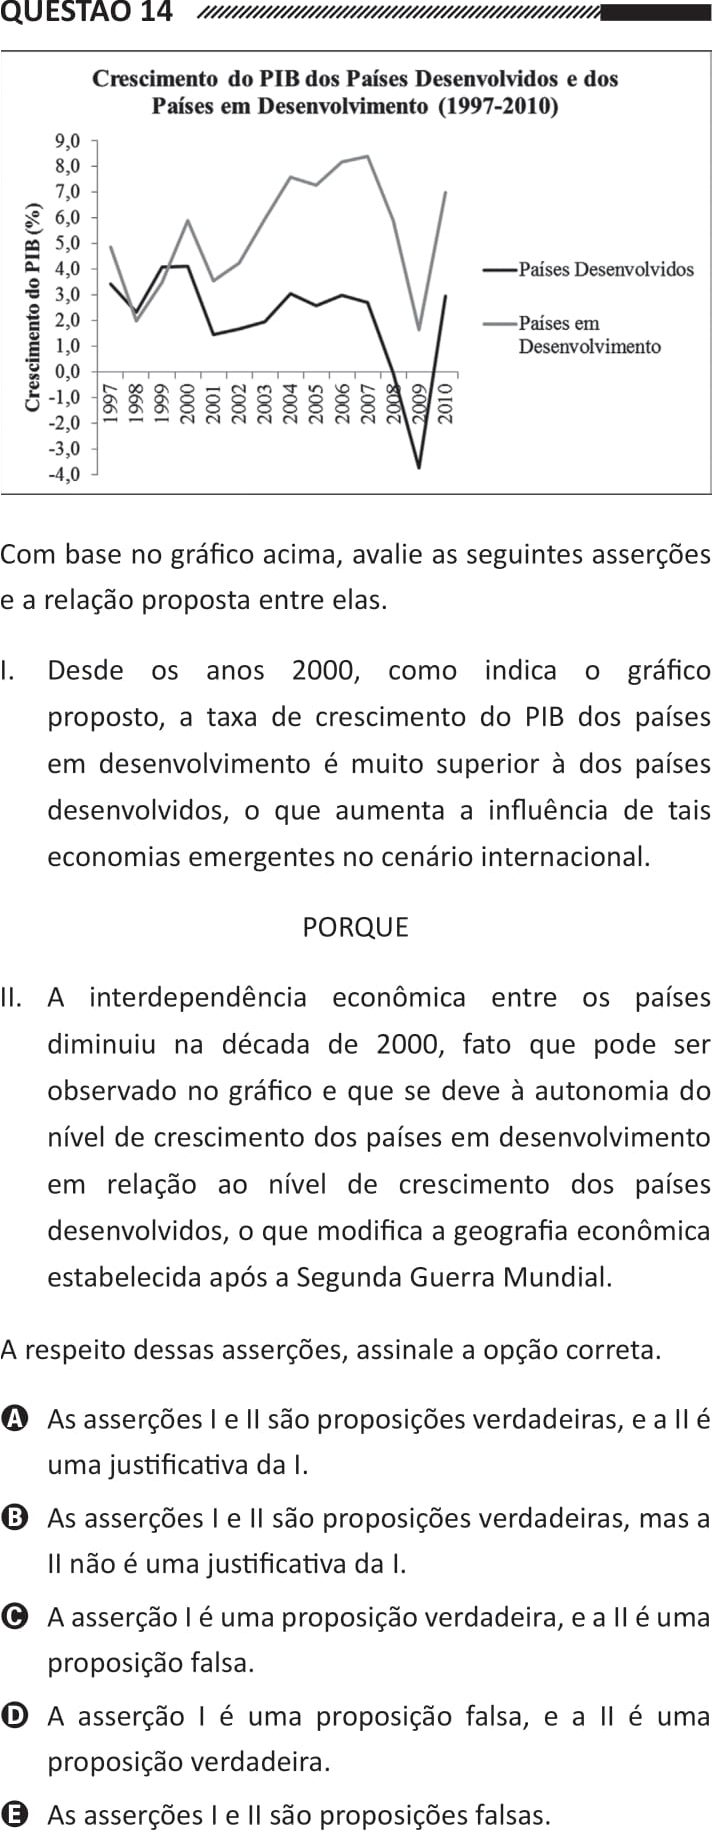 QUESTÃO 14
Crescimento do PIB dos Países Desenvolvidos e dos
Países em Desenvolvimento (1997-2010)
Crescimento do PIB (%)
9,0
8,0
7,0
6,0
5,0
4,0
3,0
2,0
1,0
0,0
-1,0
-2,0
-3,0
-4,0
1997
1998
1999
2000
2001
2002
2003
2004
2005
2006
2007
2008
2009
2010
Países Desenvolvidos
Países em
Desenvolvimento
Com base no gráfico acima, avalie as seguintes asserções
e a relação proposta entre elas.
I. Desde os anos 2000, como indica o gráfico
proposto, a taxa de crescimento do PIB dos países
em desenvolvimento é muito superior à dos países
desenvolvidos, o que aumenta a influência de tais
economias emergentes no cenário internacional.
PORQUE
II. A interdependência econômica entre os países
diminuiu na década de 2000, fato que pode ser
observado no gráfico e que se deve à autonomia do
nível de crescimento dos países em desenvolvimento
em relação ao nível de crescimento dos países
desenvolvidos, o que modifica a geografia econômica
estabelecida após a Segunda Guerra Mundial.
A respeito dessas asserções, assinale a opção correta.
A As asserções I e II são proposições verdadeiras, e a II é
uma justificativa da I.
B As asserções I e II são proposições verdadeiras, mas a
II não é uma justificativa da I.
C A asserção I é uma proposição verdadeira, e a II é uma
proposição falsa.
D A asserção I é uma proposição falsa, e a II é uma
proposição verdadeira.
E As asserções I e II são proposições falsas.